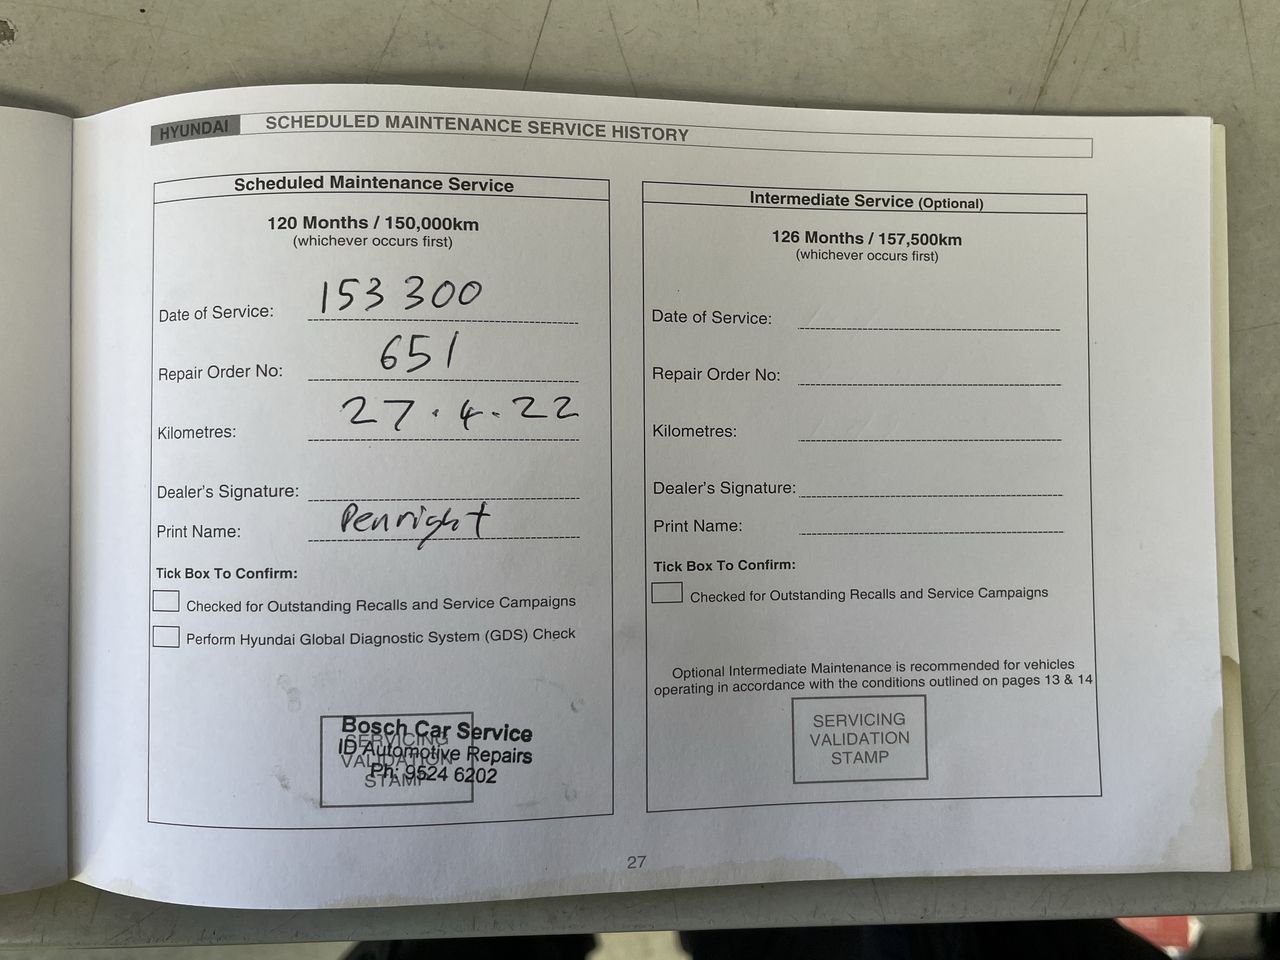 HYUNDAI SCHEDULED MAINTENANCE SERVICE HISTORY
Scheduled Maintenance Service
120 Months / 150,000km
(whichever occurs first)
Date of Service: 153 300
Repair Order No: 651
Kilometres: 27.4.22
Dealer's Signature:
Print Name: Penright
Tick Box To Confirm:
Checked for Outstanding Recalls and Service Campaigns
Perform Hyundai Global Diagnostic System (GDS) Check
SERVICING
VALIDATION
STAMP
Bosch Car Service
ID Automotive Repairs
Ph: 9524 6202
Intermediate Service (Optional)
126 Months / 157,500km
(whichever occurs first)
Date of Service:
Repair Order No:
Kilometres:
Dealer's Signature:
Print Name:
Tick Box To Confirm:
Checked for Outstanding Recalls and Service Campaigns
Optional Intermediate Maintenance is recommended for vehicles
operating in accordance with the conditions outlined on pages 13 & 14
SERVICING
VALIDATION
STAMP
27